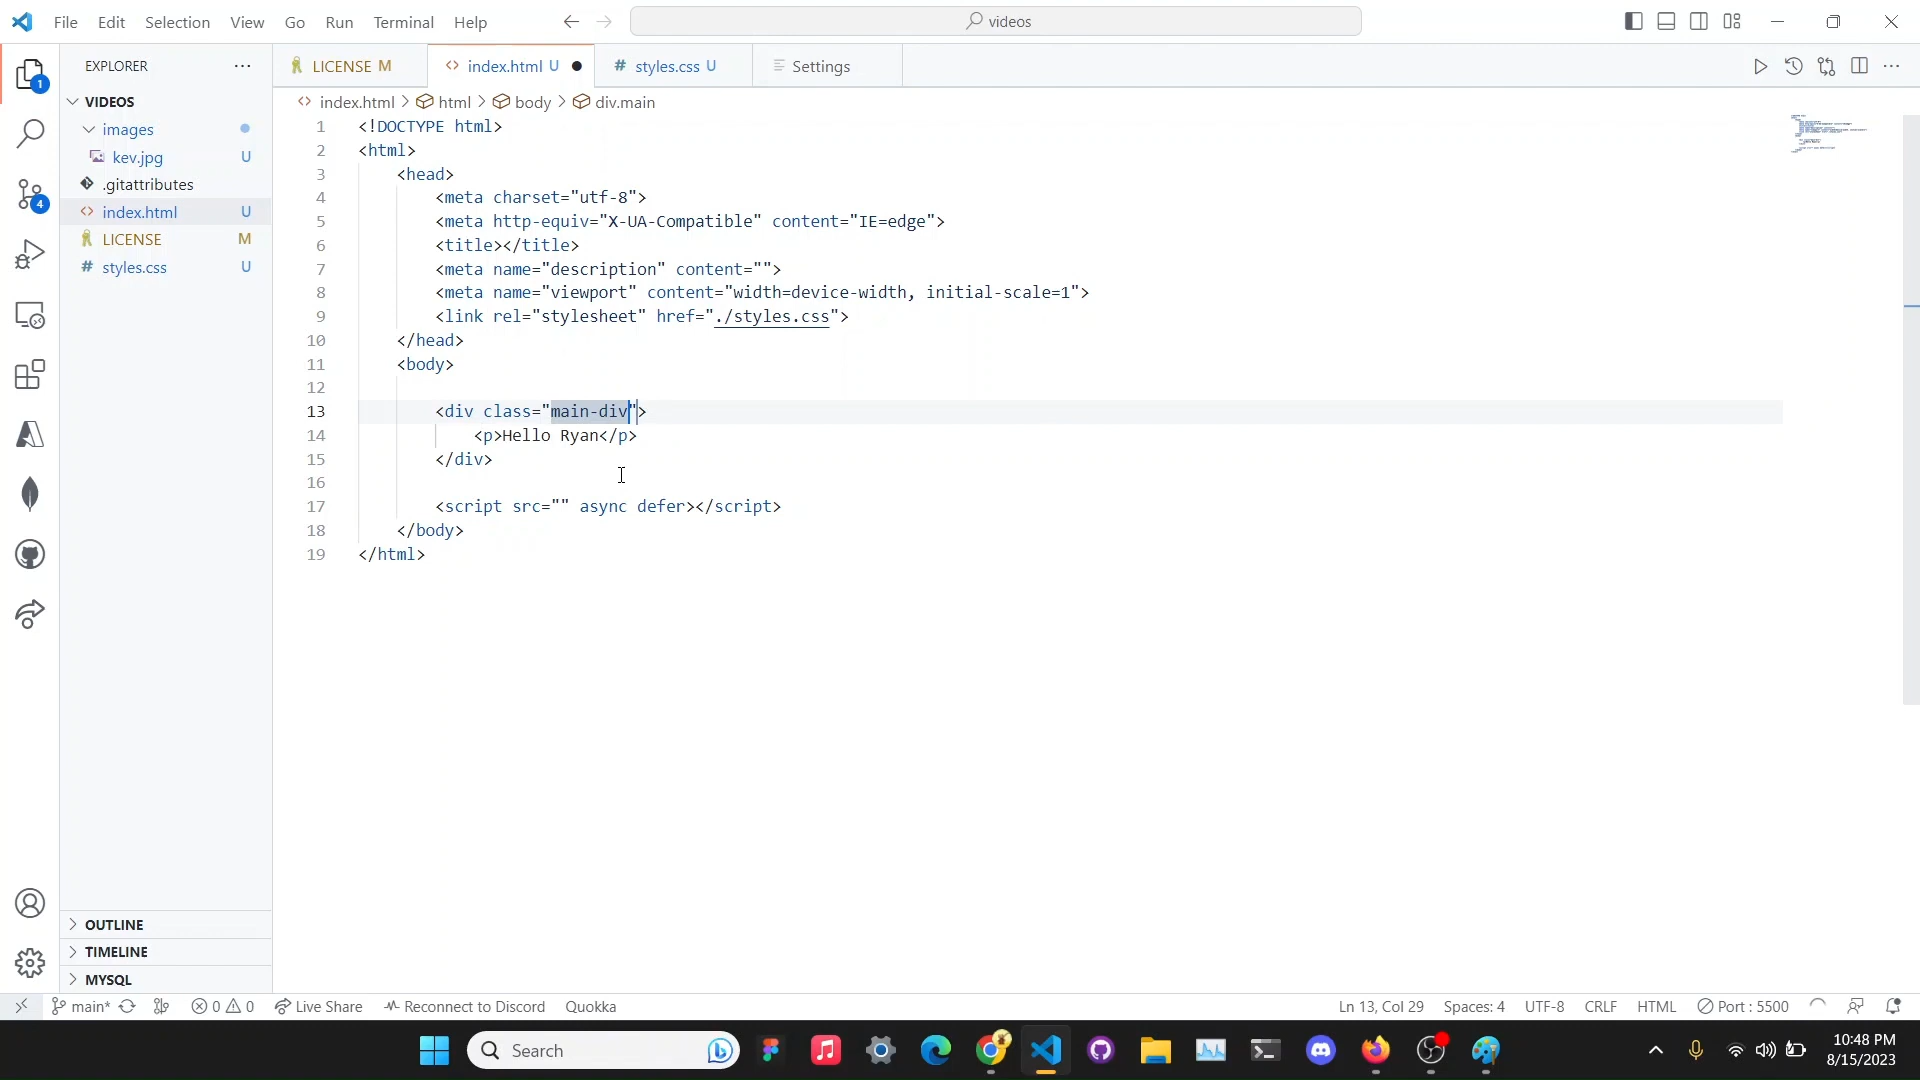 File Edit Selection View Go Run Terminal Help videos
EXPLORER
LICENSE M index.html U styles.css U Settings
VIDEOS
images
kev.jpg U
.gitattributes
index.html U
LICENSE M
styles.css U
index.html > html > body > div.main
1 <!DOCTYPE html>
2 <html>
3 <head>
4 <meta charset="utf-8">
5 <meta http-equiv="X-UA-Compatible" content="IE=edge">
6 <title></title>
7 <meta name="description" content="">
8 <meta name="viewport" content="width=device-width, initial-scale=1">
9 <link rel="stylesheet" href="./styles.css">
10 </head>
11 <body>
12
13 <div class="main-div">
14 <p>Hello Ryan</p>
15 </div>
16
17 <script src="" async defer></script>
18 </body>
19 </html>
1
4
OUTLINE
TIMELINE
MYSQL
main* 0 0 Live Share Reconnect to Discord Quokka Ln 13, Col 29 Spaces: 4 UTF-8 CRLF HTML Port : 5500
Search
10:48 PM
8/15/2023